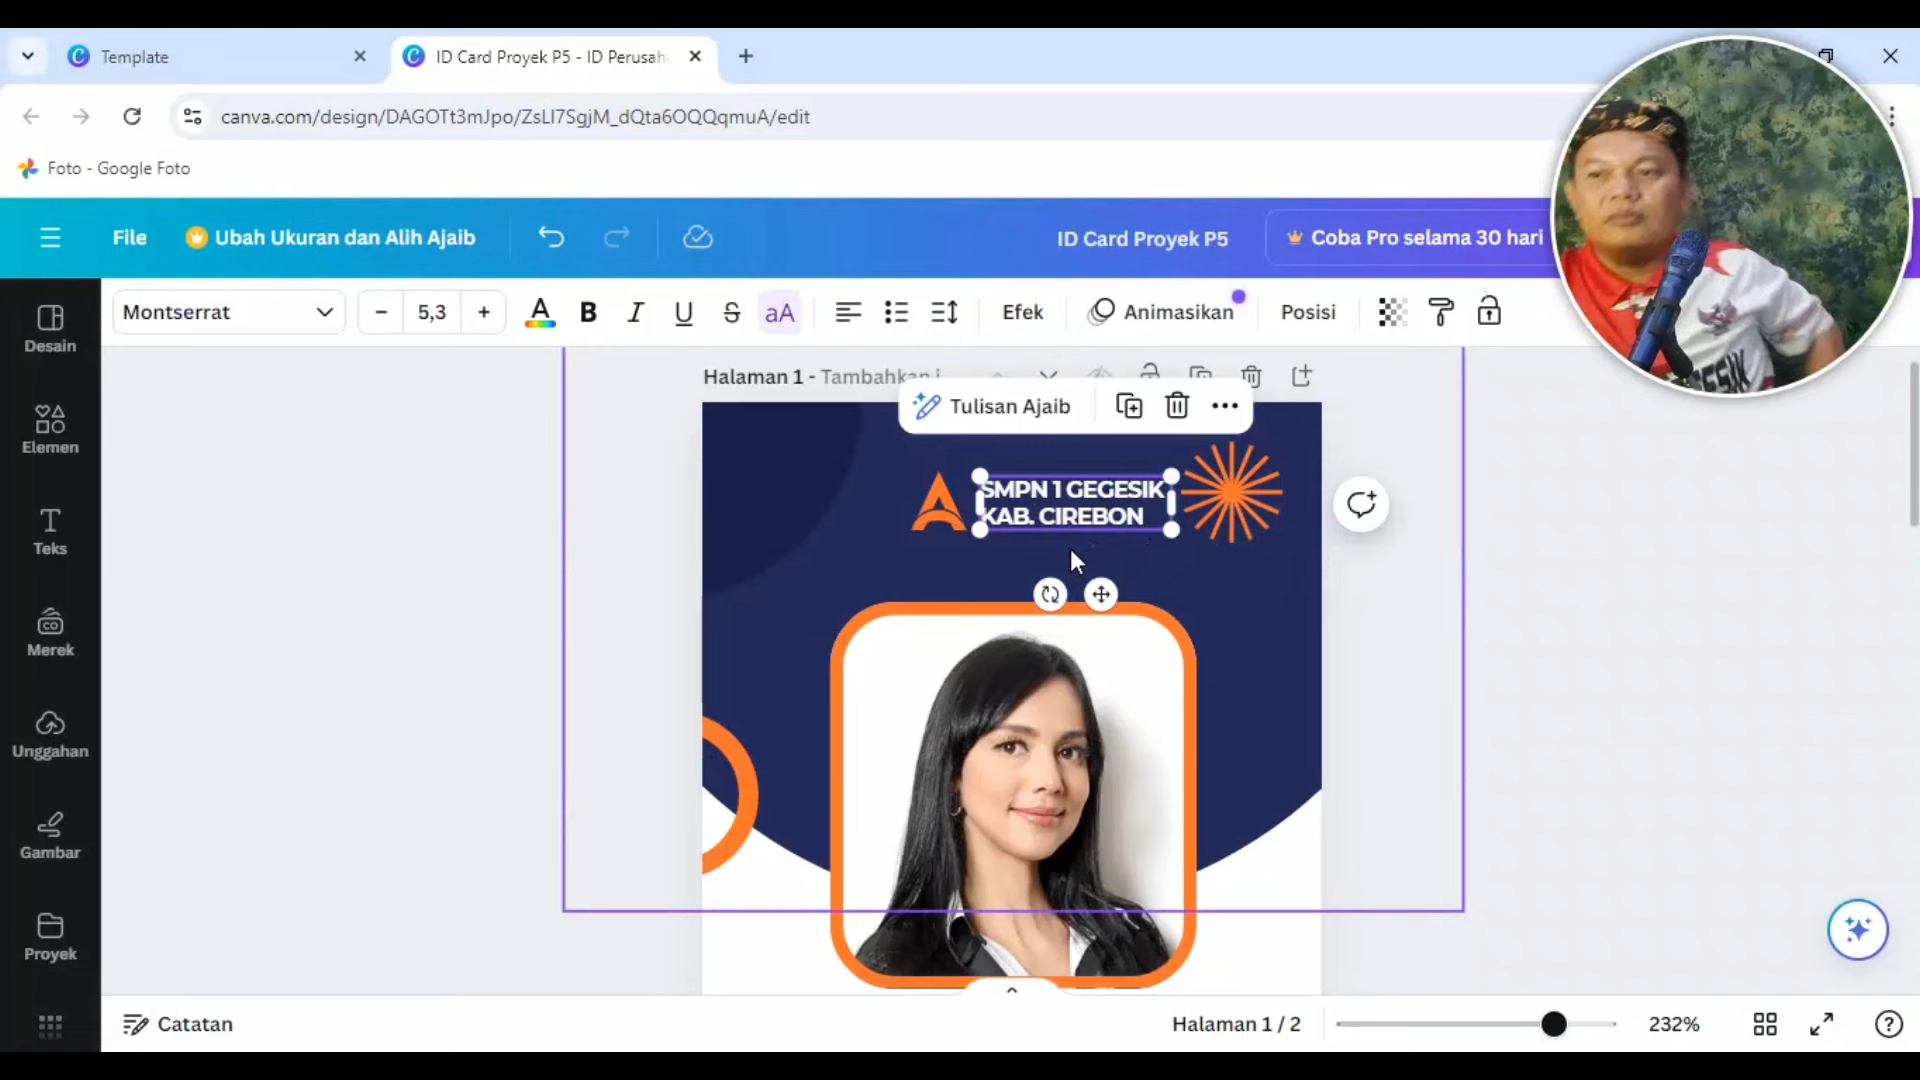 Template
ID Card Proyek P5 - ID Perusah
canva.com/design/DAGOTt3mJpo/ZsLI7SgjM_dQta6OQQqmuA/edit
Foto - Google Foto
File
Ubah Ukuran dan Alih Ajaib
ID Card Proyek P5
Coba Pro selama 30 hari
Montserrat
5,3
Efek
Animasikan
Posisi
Desain
Elemen
Teks
Merek
Unggahan
Gambar
Proyek
Halaman 1 - Tambahkan j
Tulisan Ajaib
SMPN 1 GEGESIK
KAB. CIREBON
Catatan
Halaman 1 / 2
232%